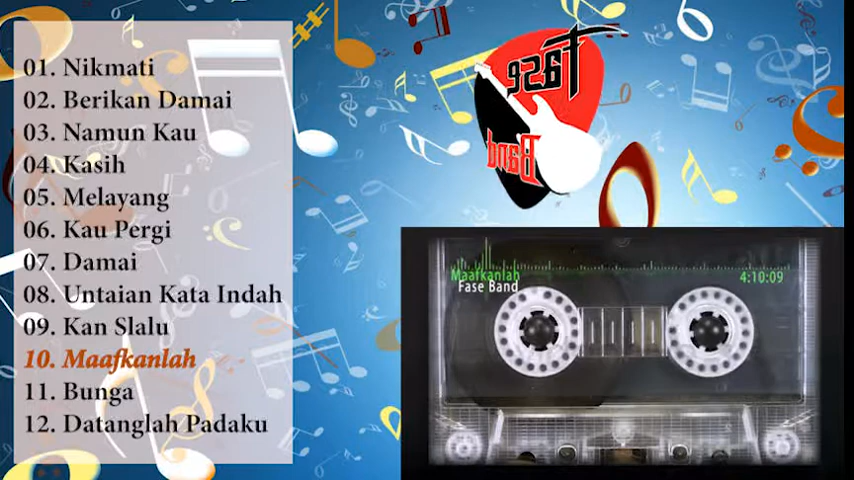 01. Nikmati
02. Berikan Damai
03. Namun Kau
04. Kasih
05. Melayang
06. Kau Pergi
07. Damai
08. Untaian Kata Indah
09. Kan Slalu
10. Maafkanlah
11. Bunga
12. Datanglah Padaku
Fase
Band
Maafkanlah
4:10:09
Fase Band